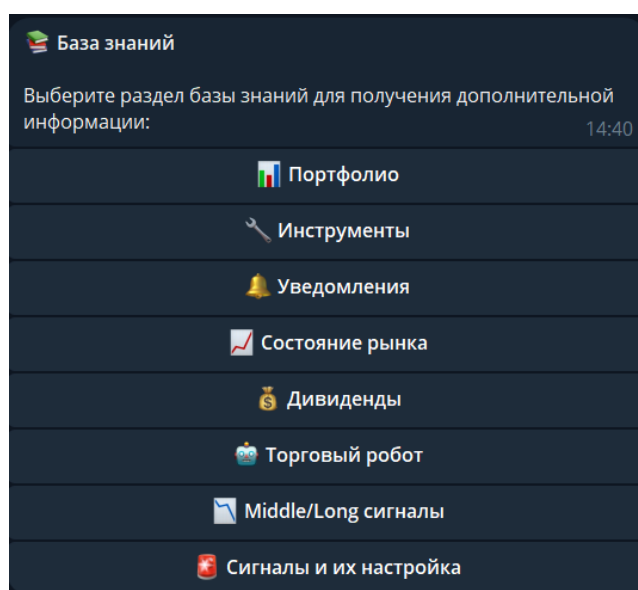 📚 База знаний
Выберите раздел базы знаний для получения дополнительной
информации:
14:40
📊 Портфолио
🔧 Инструменты
🔔 Уведомления
📈 Состояние рынка
💰 Дивиденды
🤖 Торговый робот
📉 Middle/Long сигналы
🚨 Сигналы и их настройка